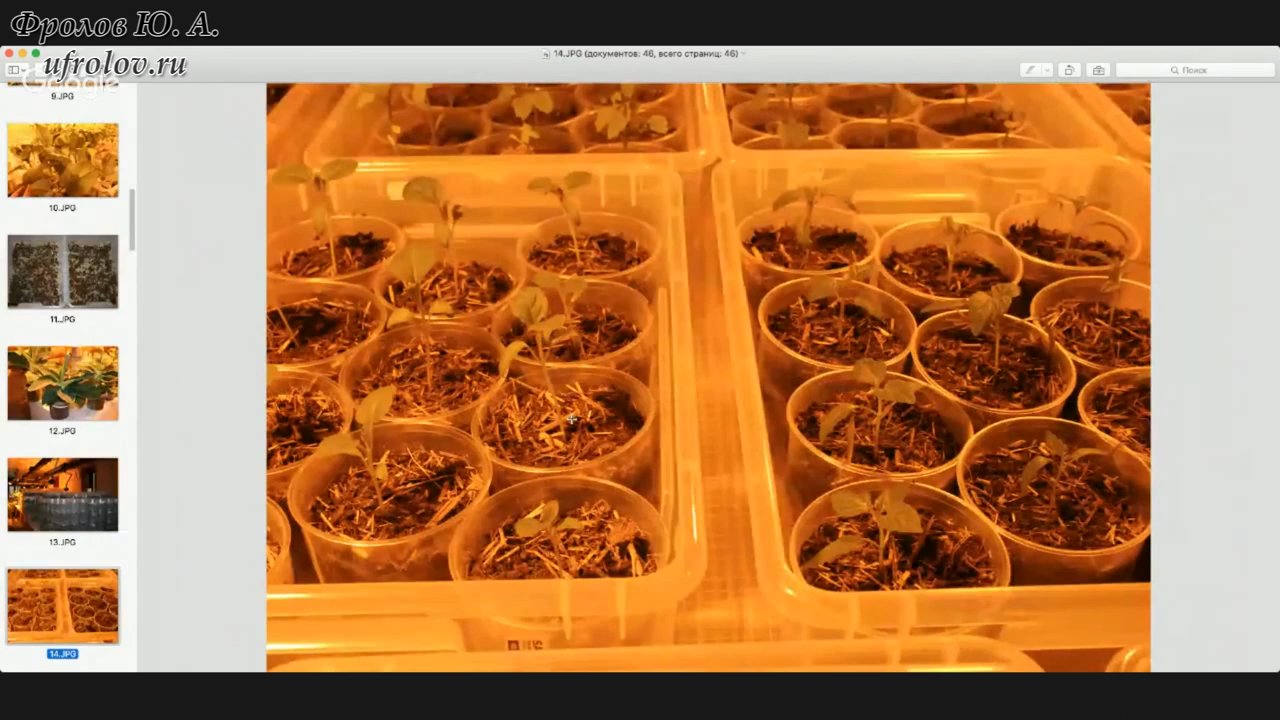 Фролов Ю. А.
ufrolov.ru
Google
14.JPG (документов: 46, всего страниц: 46)
Поиск
9.JPG
10.JPG
11.JPG
12.JPG
13.JPG
14.JPG